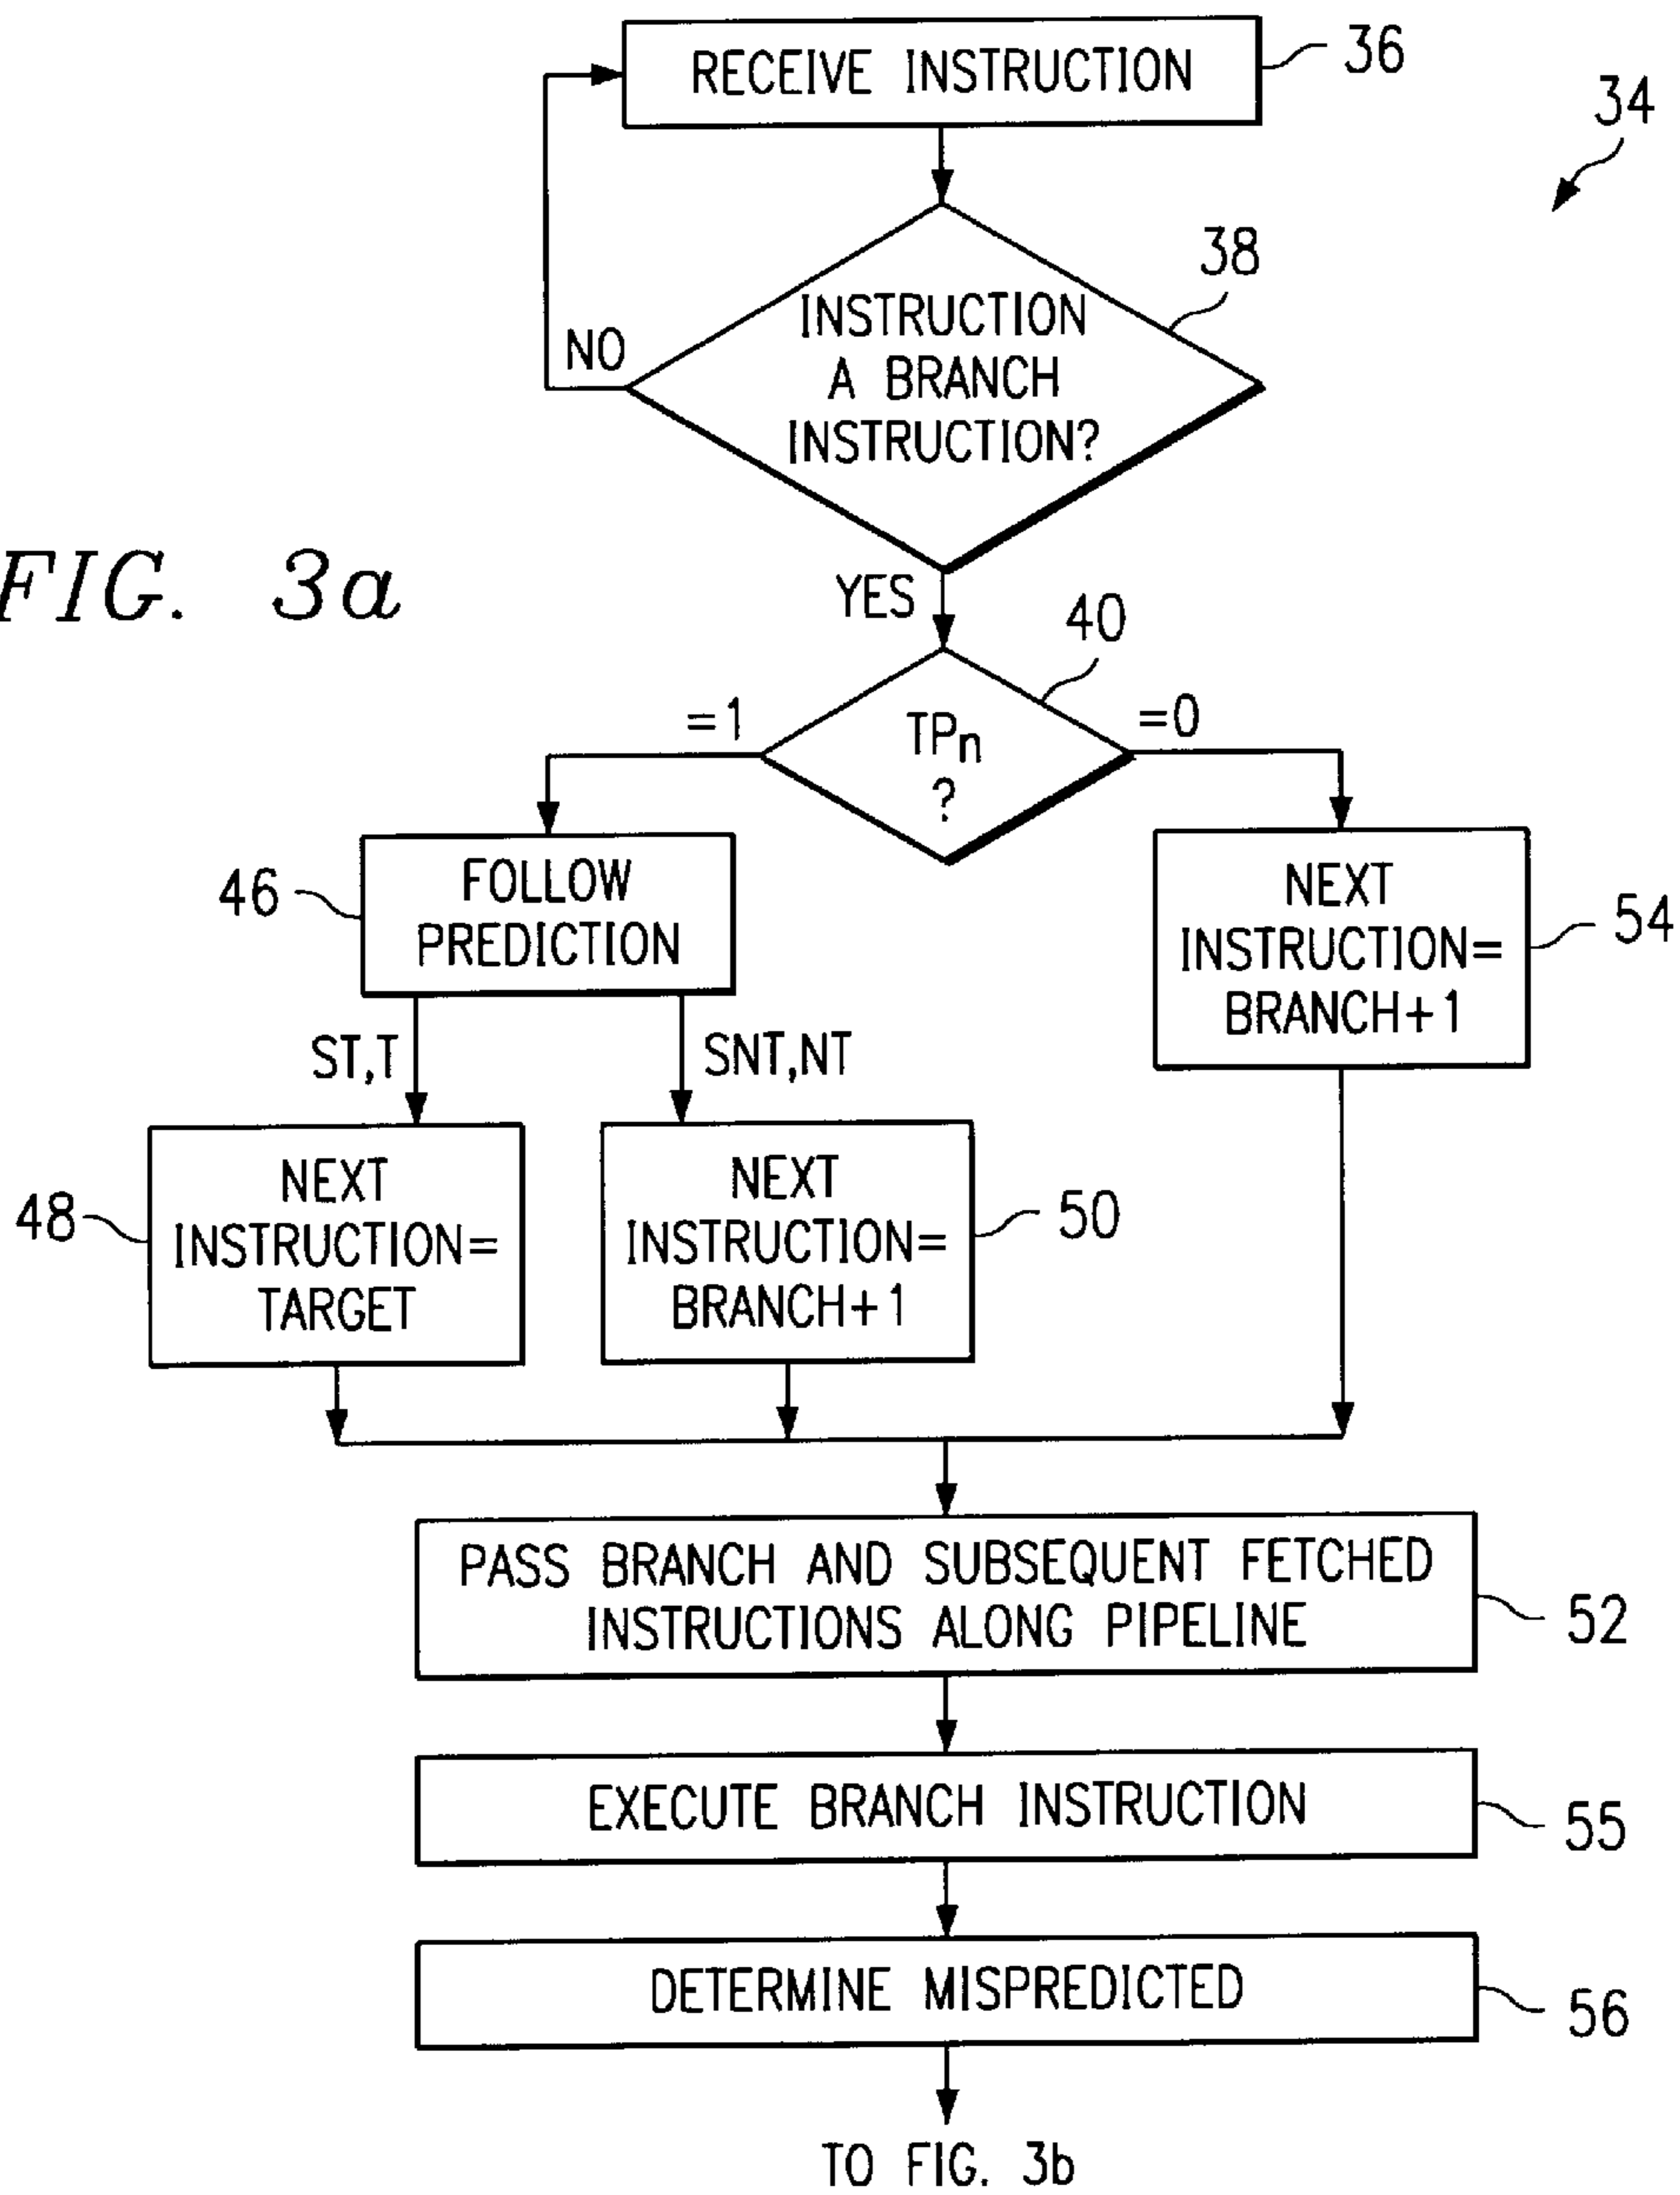 RECEIVE INSTRUCTION
36
34
38
INSTRUCTION
A BRANCH
INSTRUCTION?
NO
FIG. 3a
YES
40
=1
TPn
?
=0
46
FOLLOW
PREDICTION
NEXT
INSTRUCTION=
BRANCH+1
54
ST,T
SNT,NT
48
NEXT
INSTRUCTION=
TARGET
NEXT
INSTRUCTION=
BRANCH+1
50
PASS BRANCH AND SUBSEQUENT FETCHED
INSTRUCTIONS ALONG PIPELINE
52
EXECUTE BRANCH INSTRUCTION
55
DETERMINE MISPREDICTED
56
TO FIG. 3b